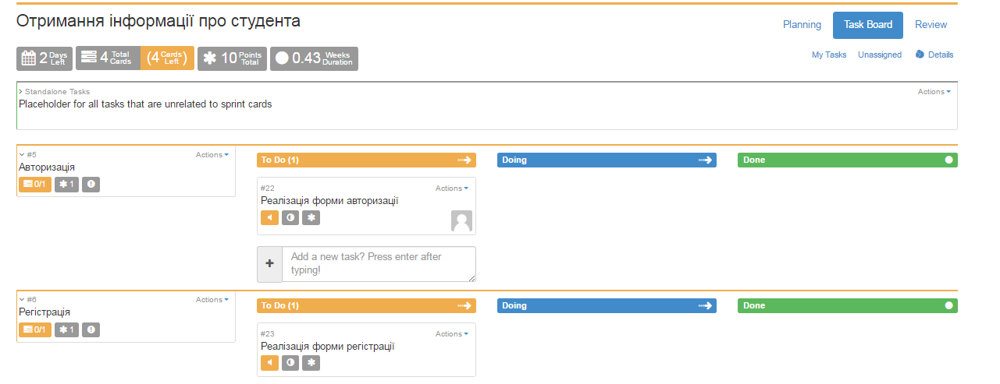 Отримання інформації про студента
Planning Task Board Review
2 Days Left 4 Total Cards (4 Cards Left) 10 Points Total 0.43 Weeks Duration
My Tasks Unassigned Details
Standalone Tasks Actions
Placeholder for all tasks that are unrelated to sprint cards
#5 Actions
Авторизація
0/1 1
To Do (1) Doing Done
#22 Actions
Реалізація форми авторизації
Add a new task? Press enter after
typing!
#6 Actions
Регістрація
0/1 1
To Do (1) Doing Done
#23 Actions
Реалізація форми регістрації